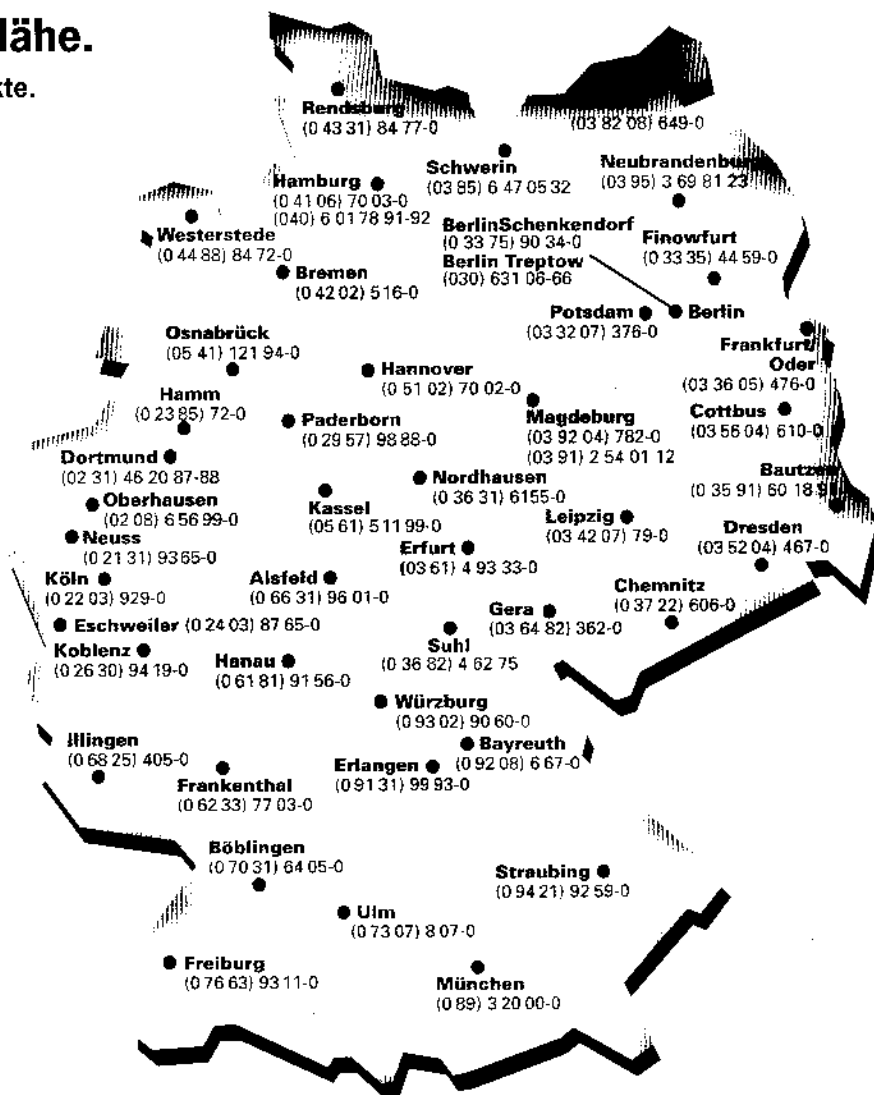 lähe.
kte.
Rendsburg
(0 43 31) 84 77-0
(03 82 08) 649-0
Schwerin
(03 85) 6 47 05 32
Neubrandenburg
(03 95) 3 69 81 23
Hamburg
(0 41 06) 70 03-0
(040) 6 01 78 91-92
Westerstede
(0 44 88) 84 72-0
BerlinSchenkendorf
(0 33 75) 90 34-0
Berlin Treptow
(030) 631 06-66
Finowfurt
(0 33 35) 44 59-0
Bremen
(0 42 02) 516-0
Potsdam
(03 32 07) 376-0
Berlin
Osnabrück
(05 41) 121 94-0
Frankfurt/
Oder
(03 36 05) 476-0
Hannover
(0 51 02) 70 02-0
Hamm
(0 23 85) 72-0
Paderborn
(0 29 57) 98 88-0
Magdeburg
(03 92 04) 782-0
(03 91) 2 54 01 12
Cottbus
(03 56 04) 610-0
Dortmund
(02 31) 46 20 87-88
Nordhausen
(0 36 31) 6155-0
Bautzen
(0 35 91) 60 18 9
Oberhausen
(02 08) 6 56 99-0
Kassel
(05 61) 511 99-0
Leipzig
(03 42 07) 79-0
Dresden
(03 52 04) 467-0
Neuss
(0 21 31) 93 65-0
Erfurt
(03 61) 4 93 33-0
Köln
(0 22 03) 929-0
Alsfeld
(0 66 31) 96 01-0
Chemnitz
(0 37 22) 606-0
Gera
(03 64 82) 362-0
Eschweiler (0 24 03) 87 65-0
Suhl
(0 36 82) 4 62 75
Koblenz
(0 26 30) 94 19-0
Hanau
(0 61 81) 91 56-0
Würzburg
(0 93 02) 90 60-0
Illingen
(0 68 25) 405-0
Bayreuth
(0 92 08) 6 67-0
Erlangen
(0 91 31) 99 93-0
Frankenthal
(0 62 33) 77 03-0
Böblingen
(0 70 31) 64 05-0
Straubing
(0 94 21) 92 59-0
Ulm
(0 73 07) 8 07-0
Freiburg
(0 76 63) 93 11-0
München
(0 89) 3 20 00-0